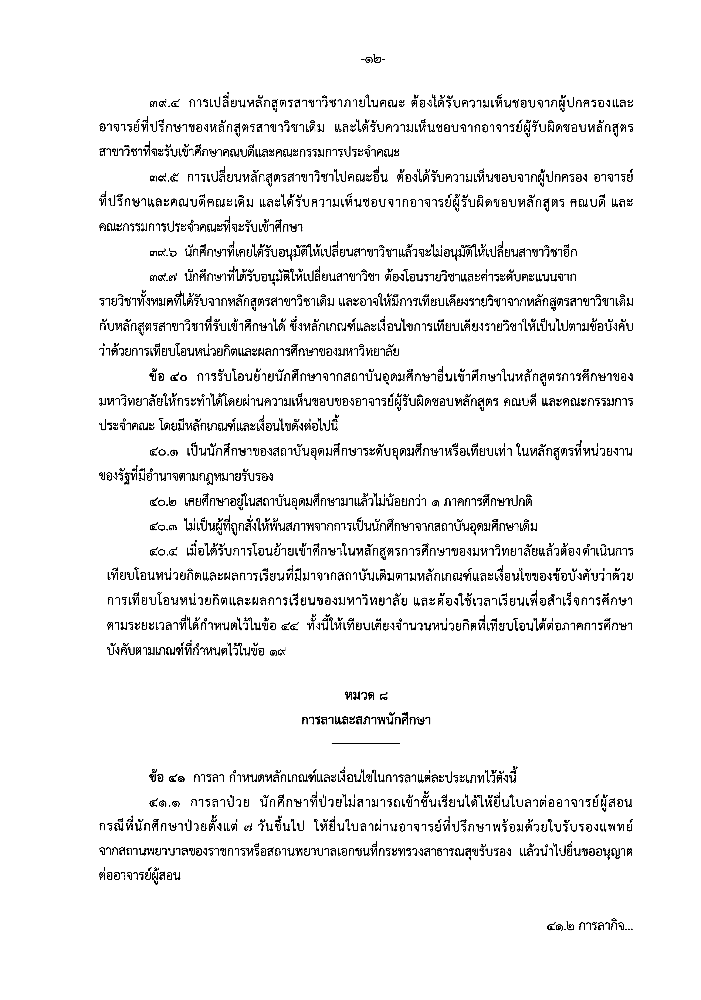 -๑๒-
๓๙.๔ การเปลี่ยนหลักสูตรสาขาวิชาภายในคณะ ต้องได้รับความเห็นชอบจากผู้ปกครองและ
อาจารย์ที่ปรึกษาของหลักสูตรสาขาวิชาเดิม และได้รับความเห็นชอบจากอาจารย์ผู้รับผิดชอบหลักสูตร
สาขาวิชาที่จะรับเข้าศึกษาคณบดีและคณะกรรมการประจำคณะ
๓๙.๕ การเปลี่ยนหลักสูตรสาขาวิชาไปคณะอื่น ต้องได้รับความเห็นชอบจากผู้ปกครอง อาจารย์
ที่ปรึกษาและคณบดีคณะเดิม และได้รับความเห็นชอบจากอาจารย์ผู้รับผิดชอบหลักสูตร คณบดี และ
คณะกรรมการประจำคณะที่จะรับเข้าศึกษา
๓๙.๖ นักศึกษาที่เคยได้รับอนุมัติให้เปลี่ยนสาขาวิชาแล้วจะไม่อนุมัติให้เปลี่ยนสาขาวิชาอีก
๓๙.๗ นักศึกษาที่ได้รับอนุมัติให้เปลี่ยนสาขาวิชา ต้องโอนรายวิชาและค่าระดับคะแนนจาก
รายวิชาทั้งหมดที่ได้รับจากหลักสูตรสาขาวิชาเดิม และอาจให้มีการเทียบเคียงรายวิชาจากหลักสูตรสาขาวิชาเดิม
กับหลักสูตรสาขาวิชาที่รับเข้าศึกษาได้ ซึ่งหลักเกณฑ์และเงื่อนไขการเทียบเคียงรายวิชาให้เป็นไปตามข้อบังคับ
ว่าด้วยการเทียบโอนหน่วยกิตและผลการศึกษาของมหาวิทยาลัย
ข้อ ๔๐ การรับโอนย้ายนักศึกษาจากสถาบันอุดมศึกษาอื่นเข้าศึกษาในหลักสูตรการศึกษาของ
มหาวิทยาลัยให้กระทำได้โดยผ่านความเห็นชอบของอาจารย์ผู้รับผิดชอบหลักสูตร คณบดี และคณะกรรมการ
ประจำคณะ โดยมีหลักเกณฑ์และเงื่อนไขดังต่อไปนี้
๔๐.๑ เป็นนักศึกษาของสถาบันอุดมศึกษาระดับอุดมศึกษาหรือเทียบเท่า ในหลักสูตรที่หน่วยงาน
ของรัฐที่มีอำนาจตามกฎหมายรับรอง
๔๐.๒ เคยศึกษาอยู่ในสถาบันอุดมศึกษามาแล้วไม่น้อยกว่า ๑ ภาคการศึกษาปกติ
๔๐.๓ ไม่เป็นผู้ที่ถูกสั่งให้พ้นสภาพจากการเป็นนักศึกษาจากสถาบันอุดมศึกษาเดิม
๔๐.๔ เมื่อได้รับการโอนย้ายเข้าศึกษาในหลักสูตรการศึกษาของมหาวิทยาลัยแล้วต้อง ดำเนินการ
เทียบโอนหน่วยกิตและผลการเรียนที่มีมาจากสถาบันเดิมตามหลักเกณฑ์และเงื่อนไขของข้อบังคับว่าด้วย
การเทียบโอนหน่วยกิตและผลการเรียนของมหาวิทยาลัย และต้องใช้เวลาเรียนเพื่อสำเร็จการศึกษา
ตามระยะเวลาที่ได้กำหนดไว้ในข้อ ๔๔ ทั้งนี้ให้เทียบเคียงจำนวนหน่วยกิตที่เทียบโอนได้ต่อภาคการศึกษา
บังคับตามเกณฑ์ที่กำหนดไว้ในข้อ ๑๙
หมวด ๘
การลาและสภาพนักศึกษา
ข้อ ๔๑ การลา กำหนดหลักเกณฑ์และเงื่อนไขในการลาแต่ละประเภทไว้ดังนี้
๔๑.๑ การลาป่วย นักศึกษาที่ป่วยไม่สามารถเข้าชั้นเรียนได้ให้ยื่นใบลาต่ออาจารย์ผู้สอน
กรณีที่นักศึกษาป่วยตั้งแต่ ๗ วันขึ้นไป ให้ยื่นใบลาผ่านอาจารย์ที่ปรึกษาพร้อมด้วยใบรับรองแพทย์
จากสถานพยาบาลของราชการหรือสถานพยาบาลเอกชนที่กระทรวงสาธารณสุขรับรอง แล้วนำไปยื่นขออนุญาต
ต่ออาจารย์ผู้สอน
๔๑.๒ การลากิจ...